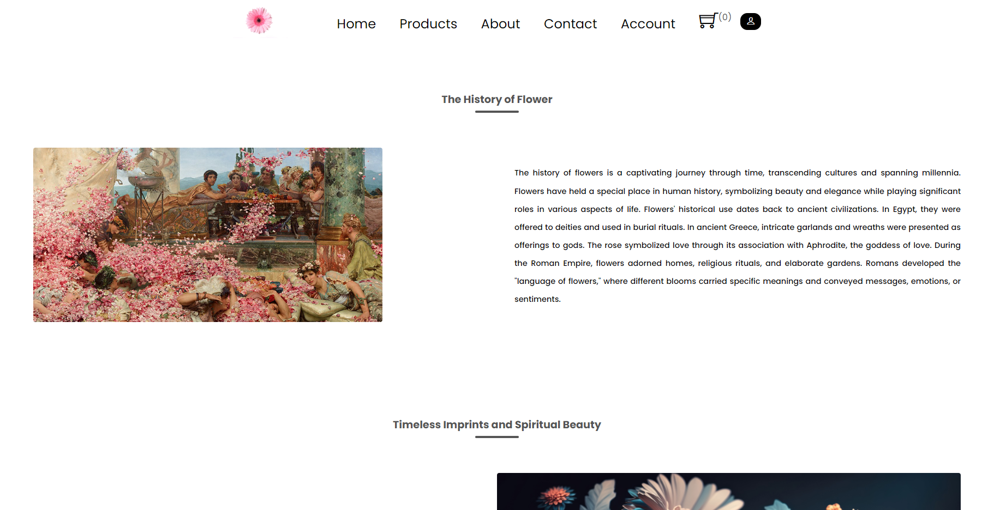 Home Products About Contact Account (0)
The History of Flower
The history of flowers is a captivating journey through time, transcending cultures and spanning millennia.
Flowers have held a special place in human history, symbolizing beauty and elegance while playing significant
roles in various aspects of life. Flowers' historical use dates back to ancient civilizations. In Egypt, they were
offered to deities and used in burial rituals. In ancient Greece, intricate garlands and wreaths were presented as
offerings to gods. The rose symbolized love through its association with Aphrodite, the goddess of love. During
the Roman Empire, flowers adorned homes, religious rituals, and elaborate gardens. Romans developed the
"language of flowers," where different blooms carried specific meanings and conveyed messages, emotions, or
sentiments.
Timeless Imprints and Spiritual Beauty